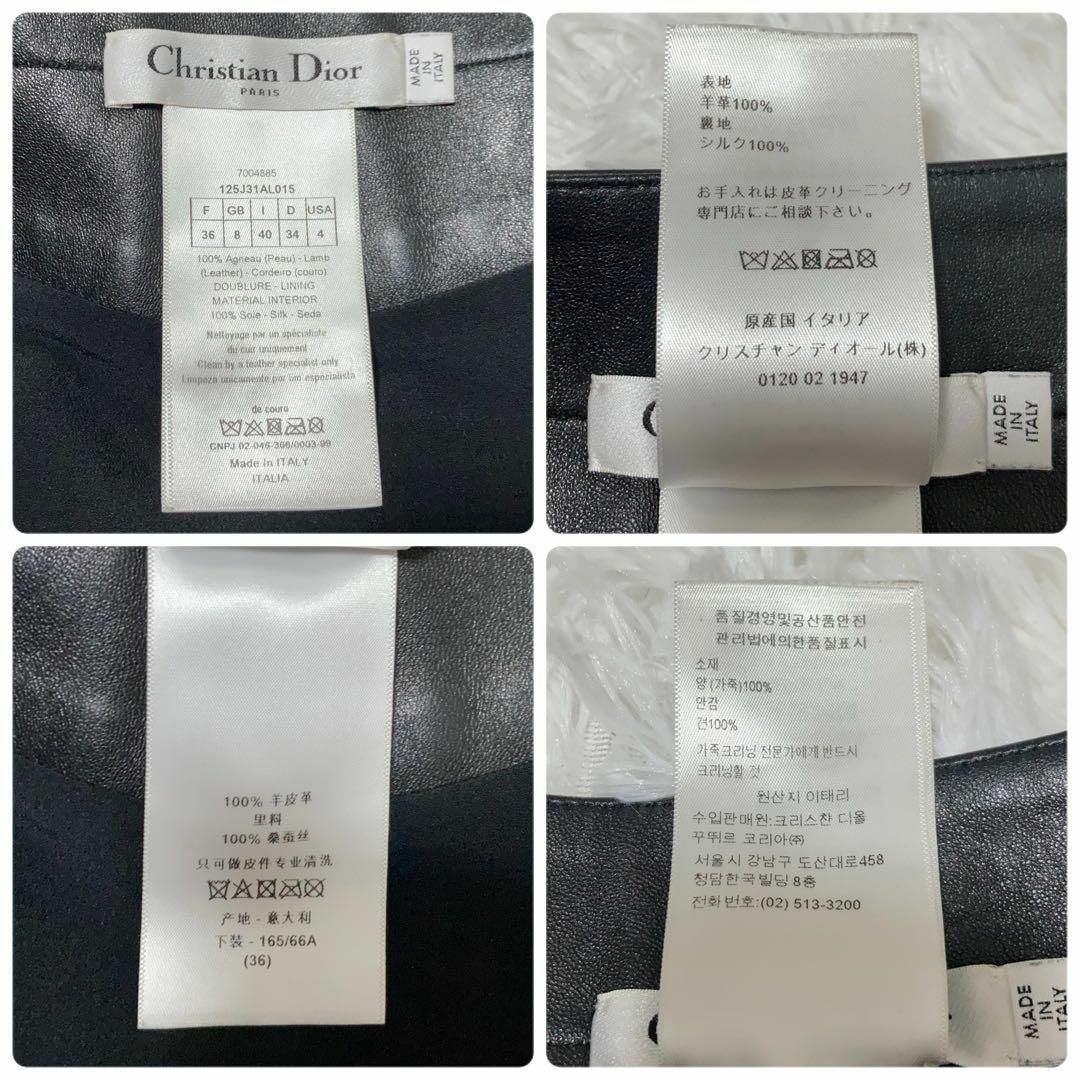 Christian Dior
PARIS
MADE
IN
ITALY
7004885
125J31AL015
F GB I D USA
36 8 40 34 4
100% Agneau (Peau) - Lamb
(Leather) - Cordeiro (couro)
DOUBLURE - LINING
MATERIAL INTERIOR
100% Soie - Silk - Seda
Nettoyage par un spécialiste
du cuir uniquement
Clean by a leather specialist only
Limpeza unicamente por um especialista
de couro
CNPJ 02-046-366/0003-99
Made in ITALY
ITALIA
表地
羊革100%
裏地
シルク100%
お手入れは皮革クリーニング
専門店にご相談下さい。
原産国 イタリア
クリスチャン ディオール(株)
0120 02 1947
MADE
IN
ITALY
100% 羊皮革
里料
100% 桑蚕丝
只可做皮件专业清洗
产地 - 意大利
下装 - 165/66A
(36)
품질경영및공산품안전
관리법에의한품질표시
소재
양 (가죽)100%
안감
견100%
가죽크리닝 전문가에게 반드시
크리닝할 것
원산지 이태리
수입판매원:크리스챤 디올
꾸뛰르 코리아㈜
서울시 강남구 도산대로458
청담한국빌딩 8층
전화번호:(02) 513-3200
MADE
IN
ITALY